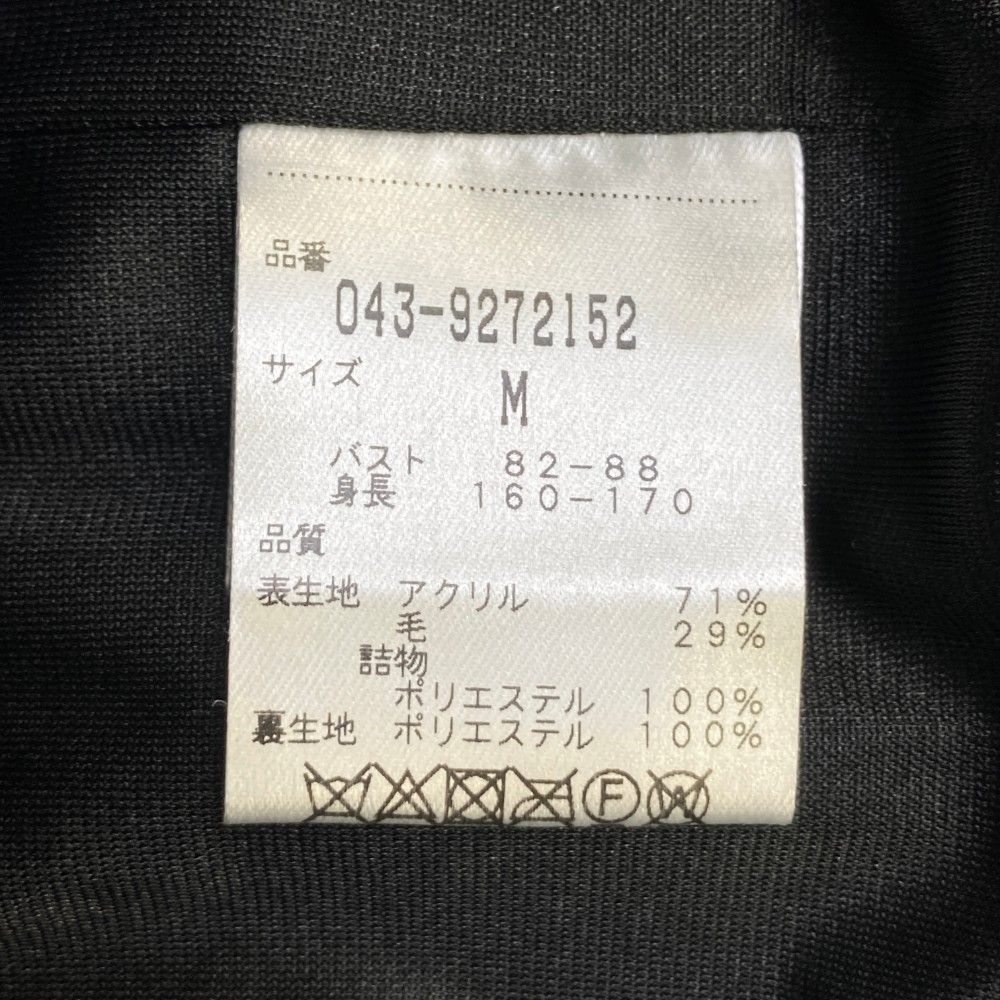 品番
043-9272152
サイズ
M
バスト 82-88
身長 160-170
品質
表生地 アクリル 71%
毛 29%
詰物
ポリエステル 100%
裏生地 ポリエステル 100%
F W